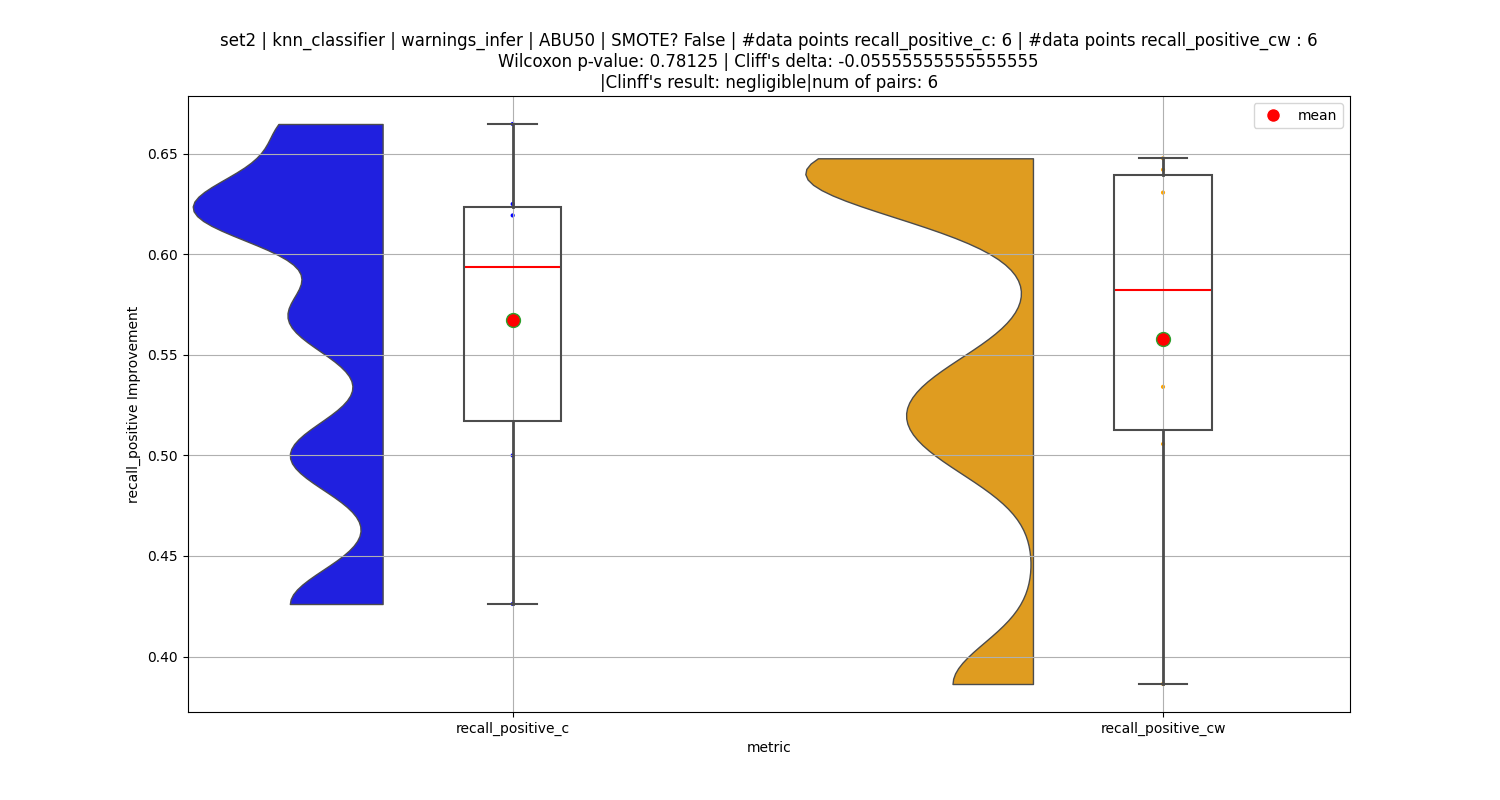 set2 | knn_classifier | warnings_infer | ABU50 | SMOTE? False | #data points recall_positive_c: 6 | #data points recall_positive_cw : 6
Wilcoxon p-value: 0.78125 | Cliff's delta: -0.05555555555555555
|Clinff's result: negligible|num of pairs: 6
mean
recall_positive Improvement
0.65
0.60
0.55
0.50
0.45
0.40
recall_positive_c
recall_positive_cw
metric